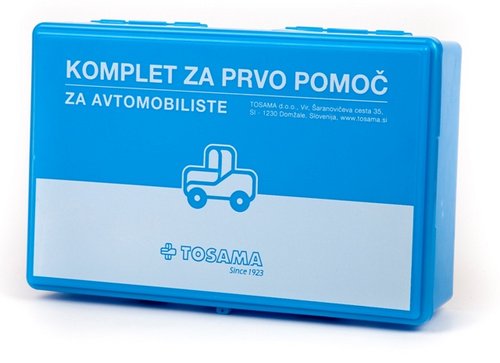 KOMPLET ZA PRVO POMOČ
ZA AVTOMOBILISTE
TOSAMA d.o.o., Vir, Šaranovičeva cesta 35,
SI - 1230 Domžale, Slovenija, www.tosama.si
TOSAMA
Since 1923